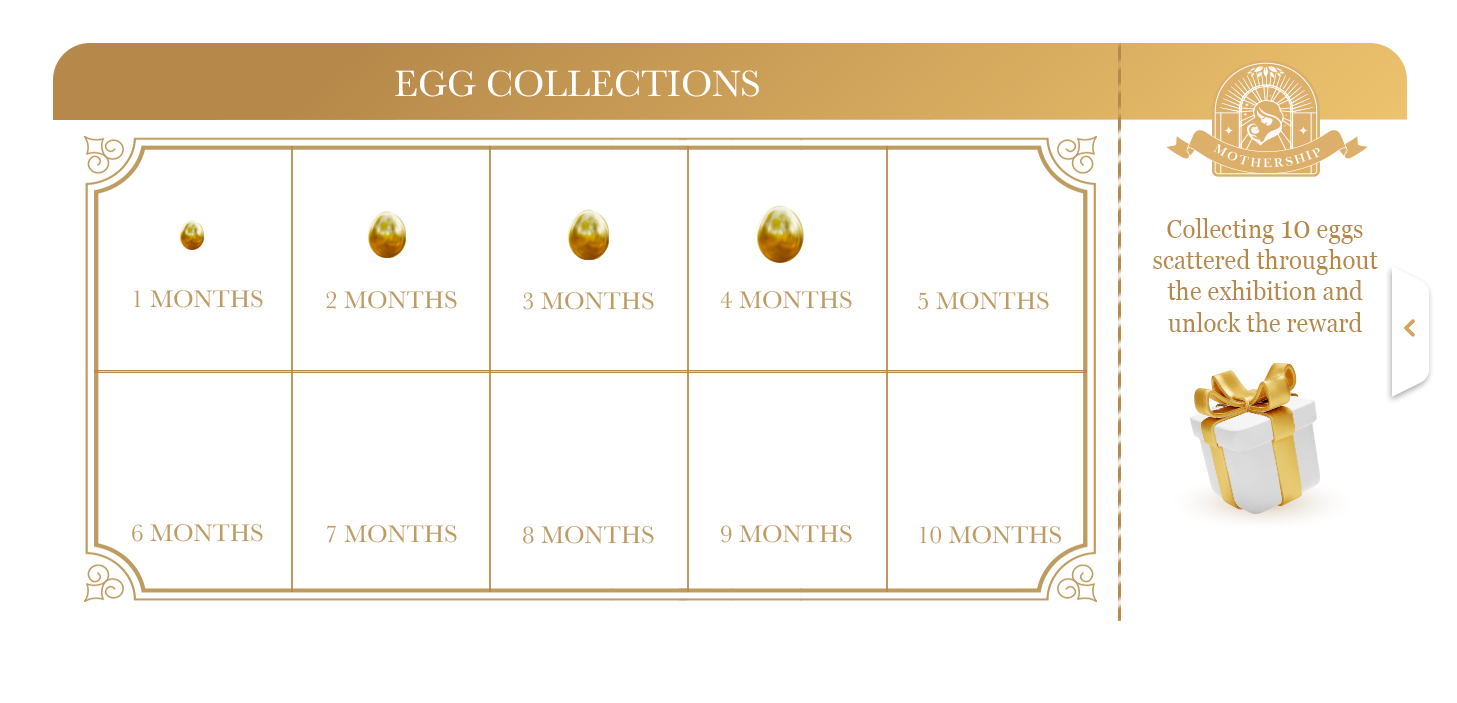 EGG COLLECTIONS
MOTHERSHIP
1 MONTHS
2 MONTHS
3 MONTHS
4 MONTHS
5 MONTHS
6 MONTHS
7 MONTHS
8 MONTHS
9 MONTHS
10 MONTHS
Collecting 10 eggs
scattered throughout
the exhibition and
unlock the reward